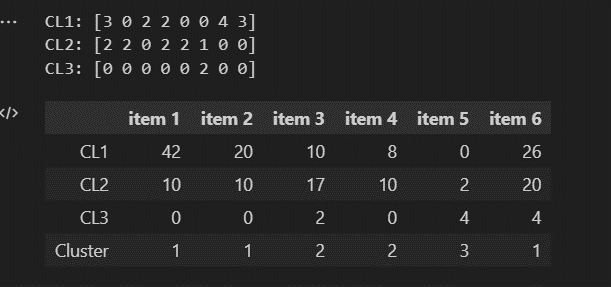 ... CL1: [3 0 2 2 0 0 4 3]
CL2: [2 2 0 2 2 1 0 0]
CL3: [0 0 0 0 0 2 0 0]
</>
item 1 item 2 item 3 item 4 item 5 item 6
CL1 42 20 10 8 0 26
CL2 10 10 17 10 2 20
CL3 0 0 2 0 4 4
Cluster 1 1 2 2 3 1